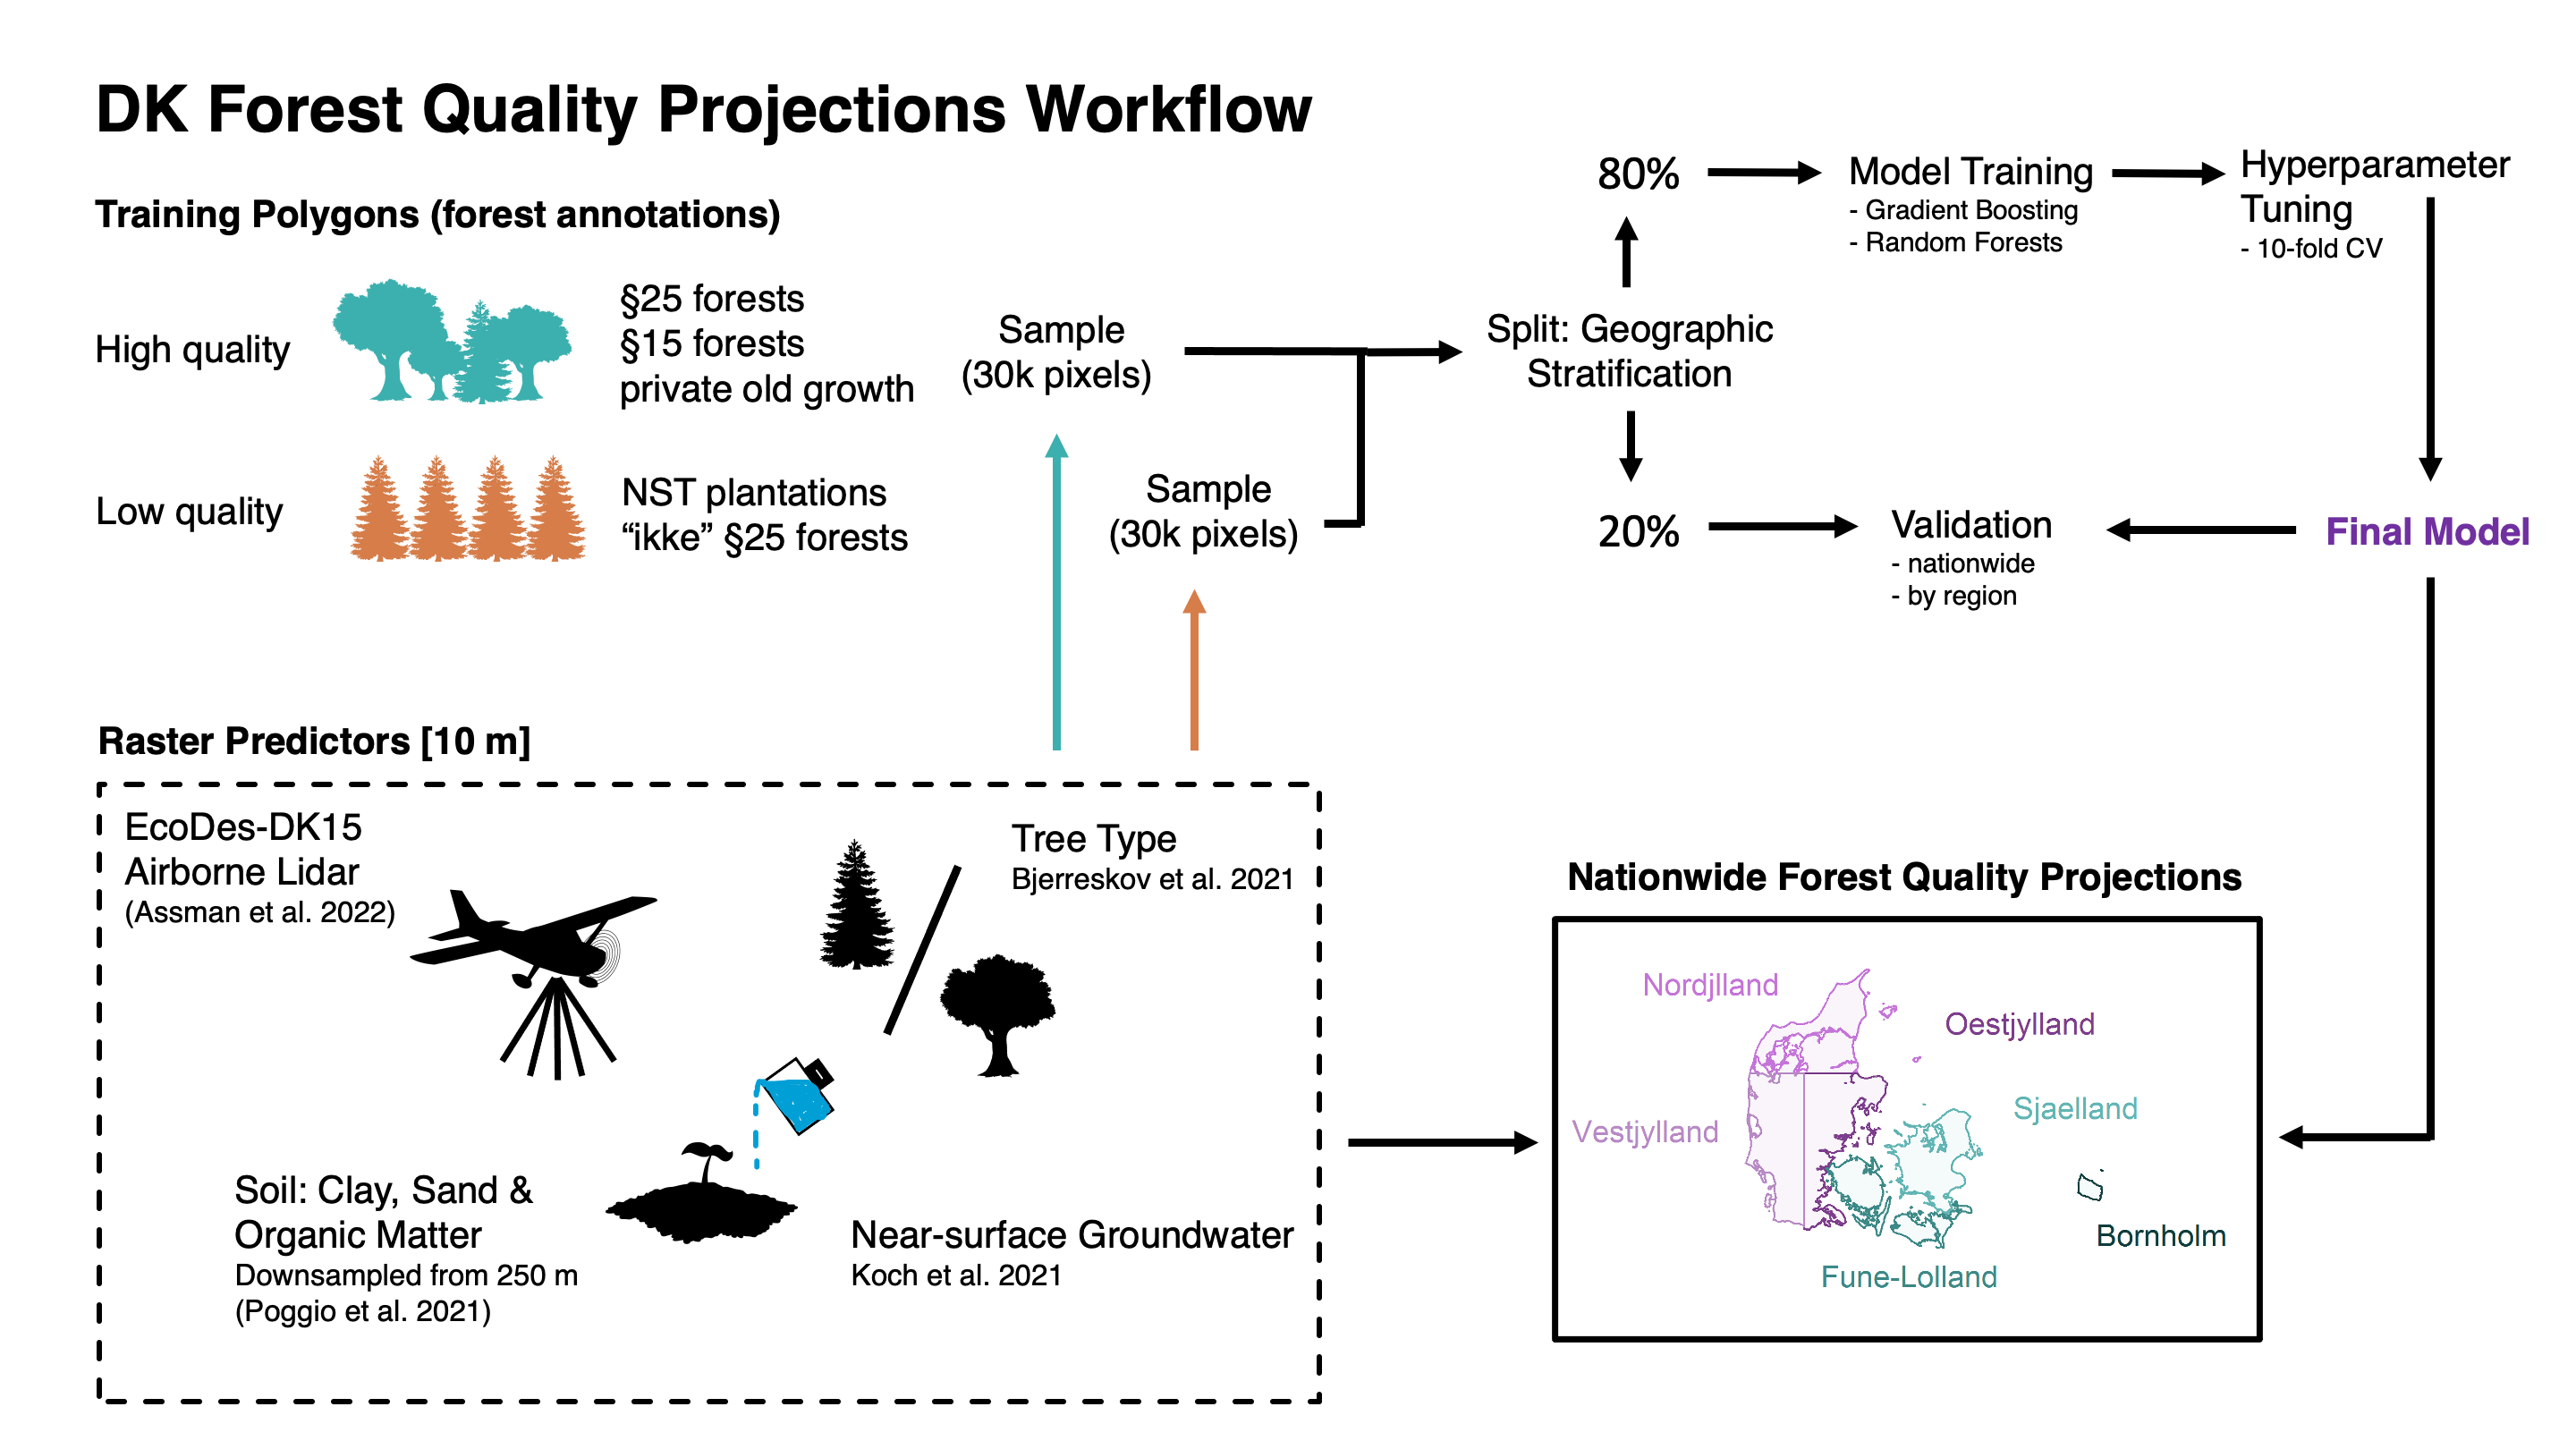 DK Forest Quality Projections Workflow
Training Polygons (forest annotations)
High quality
§25 forests
§15 forests
private old growth
Low quality
NST plantations
“ikke” §25 forests
Sample
(30k pixels)
Sample
(30k pixels)
Split: Geographic
Stratification
80%
Model Training
- Gradient Boosting
- Random Forests
Hyperparameter
Tuning
- 10-fold CV
20%
Validation
- nationwide
- by region
Final Model
Raster Predictors [10 m]
EcoDes-DK15
Airborne Lidar
(Assman et al. 2022)
Tree Type
Bjerreskov et al. 2021
Soil: Clay, Sand &
Organic Matter
Downsampled from 250 m
(Poggio et al. 2021)
Near-surface Groundwater
Koch et al. 2021
Nationwide Forest Quality Projections
Nordjlland
Oestjylland
Sjaelland
Vestjylland
Bornholm
Fune-Lolland